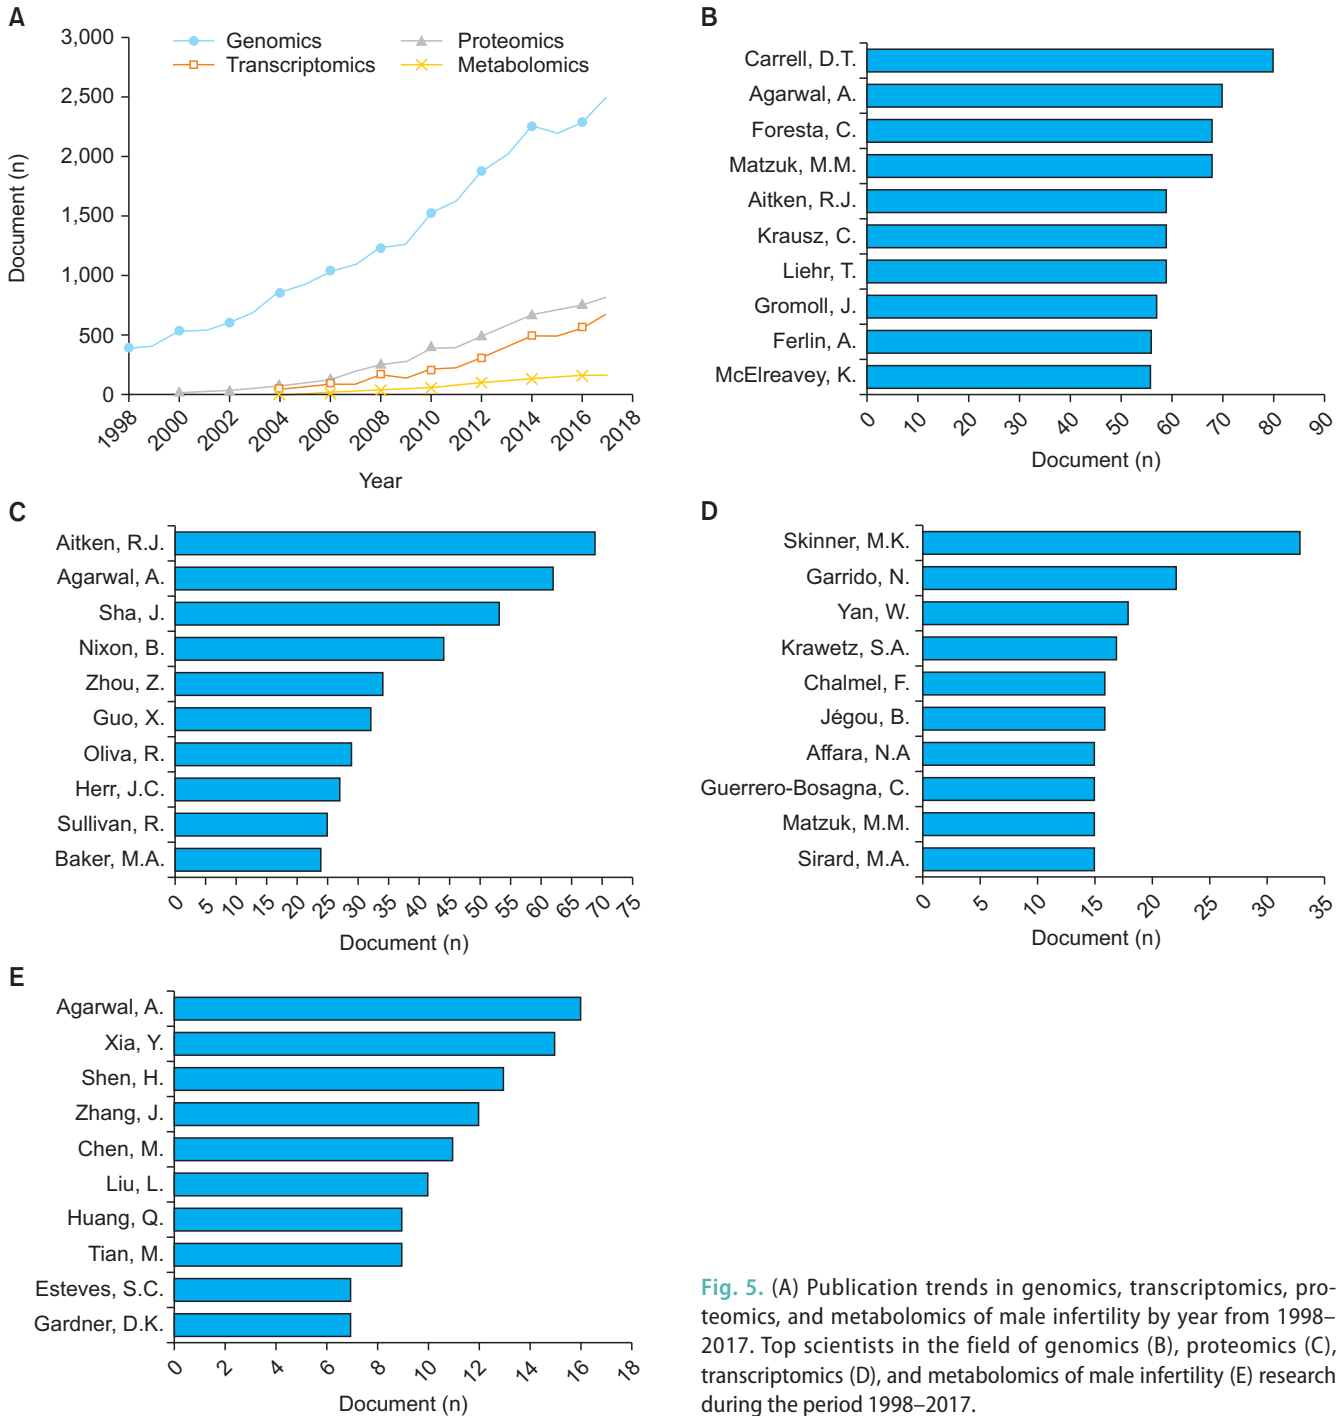 A
3,000
2,500
2,000
1,500
1,000
500
0
Document (n)
Genomics
Proteomics
Transcriptomics
Metabolomics
1998
2000
2002
2004
2006
2008
2010
2012
2014
2016
2018
Year
B
Carrell, D.T.
Agarwal, A.
Foresta, C.
Matzuk, M.M.
Aitken, R.J.
Krausz, C.
Liehr, T.
Gromoll, J.
Ferlin, A.
McElreavey, K.
0
10
20
30
40
50
60
70
80
90
Document (n)
C
Aitken, R.J.
Agarwal, A.
Sha, J.
Nixon, B.
Zhou, Z.
Guo, X.
Oliva, R.
Herr, J.C.
Sullivan, R.
Baker, M.A.
0
5
10
15
20
25
30
35
40
45
50
55
60
65
70
75
Document (n)
D
Skinner, M.K.
Garrido, N.
Yan, W.
Krawetz, S.A.
Chalmel, F.
Jégou, B.
Affara, N.A
Guerrero-Bosagna, C.
Matzuk, M.M.
Sirard, M.A.
0
5
10
15
20
25
30
35
Document (n)
E
Agarwal, A.
Xia, Y.
Shen, H.
Zhang, J.
Chen, M.
Liu, L.
Huang, Q.
Tian, M.
Esteves, S.C.
Gardner, D.K.
0
2
4
6
8
10
12
14
16
18
Document (n)
Fig. 5. (A) Publication trends in genomics, transcriptomics, pro-
teomics, and metabolomics of male infertility by year from 1998–
2017. Top scientists in the field of genomics (B), proteomics (C),
transcriptomics (D), and metabolomics of male infertility (E) research
during the period 1998–2017.